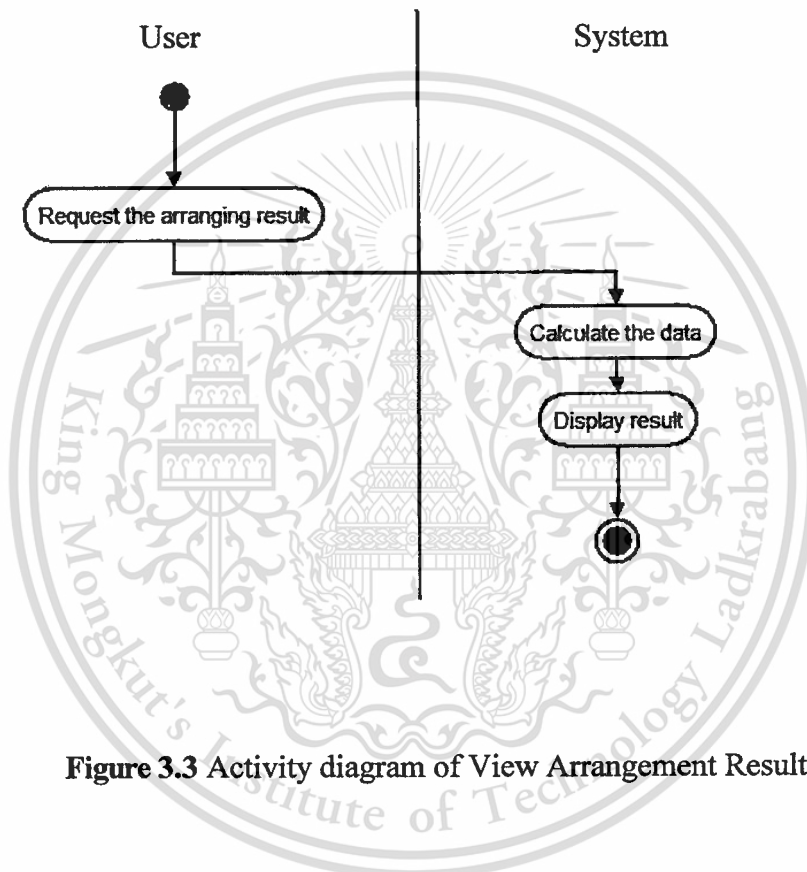 User
System
Request the arranging result
Calculate the data
Display result
King Mongkut's Institute of Technology Ladkrabang
Figure 3.3 Activity diagram of View Arrangement Result